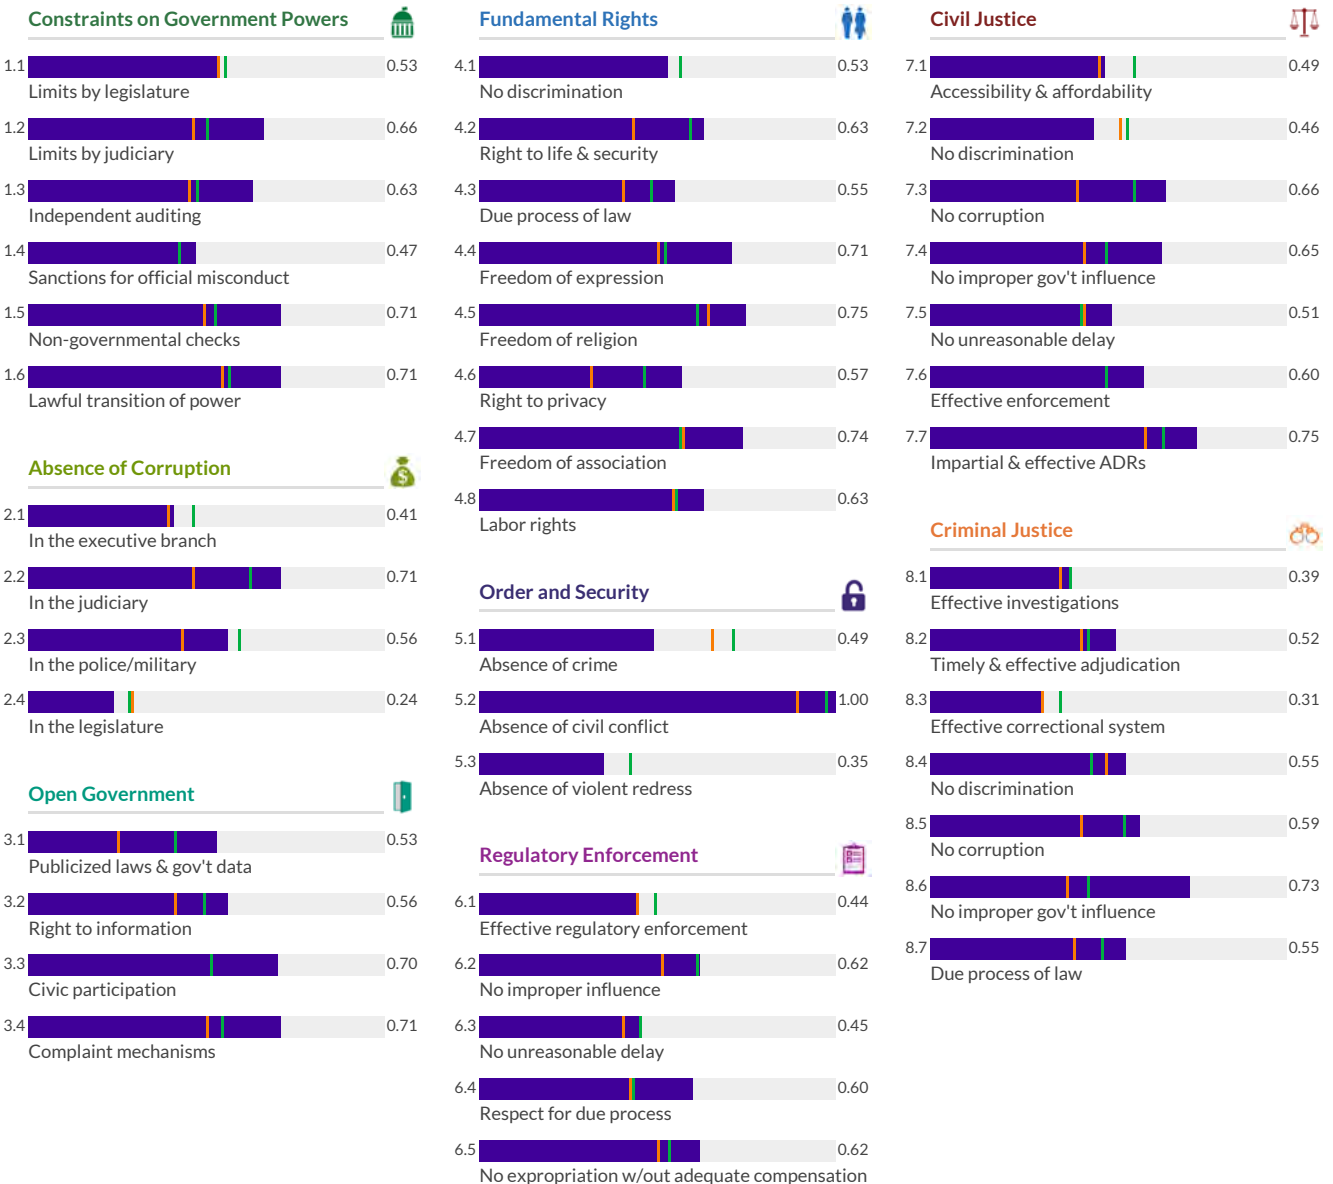 Constraints on Government Powers
1.1 0.53
Limits by legislature
1.2 0.66
Limits by judiciary
1.3 0.63
Independent auditing
1.4 0.47
Sanctions for official misconduct
1.5 0.71
Non-governmental checks
1.6 0.71
Lawful transition of power
Absence of Corruption
2.1 0.41
In the executive branch
2.2 0.71
In the judiciary
2.3 0.56
In the police/military
2.4 0.24
In the legislature
Open Government
3.1 0.53
Publicized laws & gov't data
3.2 0.56
Right to information
3.3 0.70
Civic participation
3.4 0.71
Complaint mechanisms
Fundamental Rights
4.1 0.53
No discrimination
4.2 0.63
Right to life & security
4.3 0.55
Due process of law
4.4 0.71
Freedom of expression
4.5 0.75
Freedom of religion
4.6 0.57
Right to privacy
4.7 0.74
Freedom of association
4.8 0.63
Labor rights
Order and Security
5.1 0.49
Absence of crime
5.2 1.00
Absence of civil conflict
5.3 0.35
Absence of violent redress
Regulatory Enforcement
6.1 0.44
Effective regulatory enforcement
6.2 0.62
No improper influence
6.3 0.45
No unreasonable delay
6.4 0.60
Respect for due process
6.5 0.62
No expropriation w/out adequate compensation
Civil Justice
7.1 0.49
Accessibility & affordability
7.2 0.46
No discrimination
7.3 0.66
No corruption
7.4 0.65
No improper gov't influence
7.5 0.51
No unreasonable delay
7.6 0.60
Effective enforcement
7.7 0.75
Impartial & effective ADRs
Criminal Justice
8.1 0.39
Effective investigations
8.2 0.52
Timely & effective adjudication
8.3 0.31
Effective correctional system
8.4 0.55
No discrimination
8.5 0.59
No corruption
8.6 0.73
No improper gov't influence
8.7 0.55
Due process of law